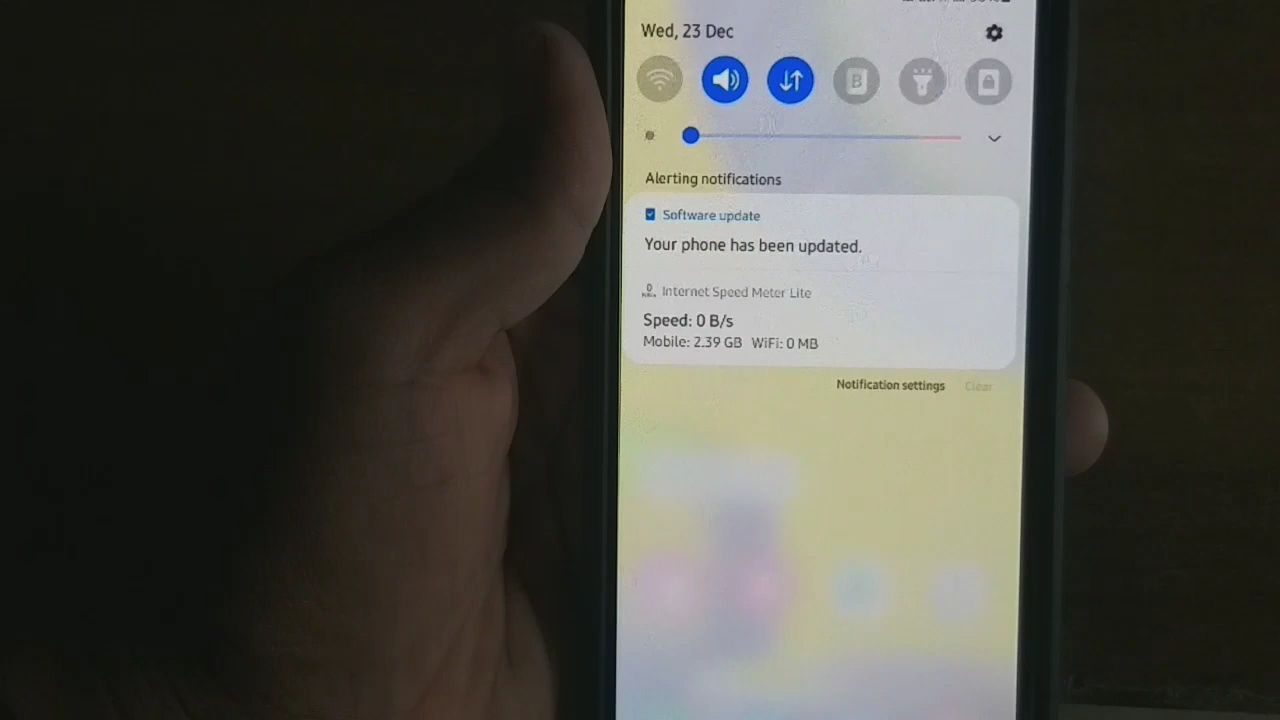 Wed, 23 Dec
Alerting notifications
Software update
Your phone has been updated.
Internet Speed Meter Lite
Speed: 0 B/s
Mobile: 2.39 GB WiFi: 0 MB
Notification settings Clear